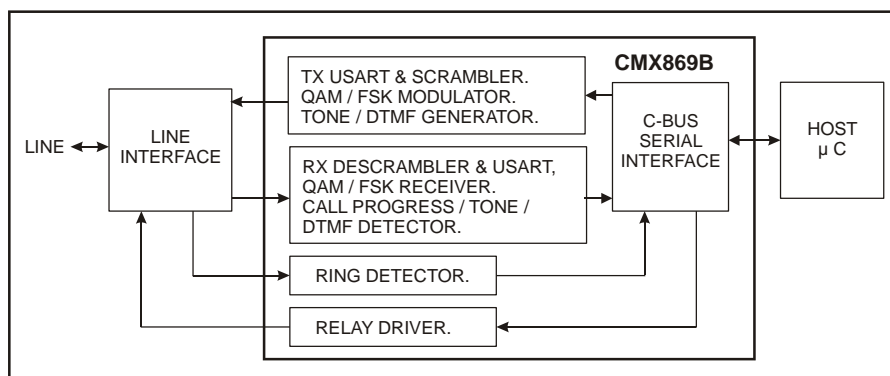 CMX869B
TX USART & SCRAMBLER.
QAM / FSK MODULATOR.
TONE / DTMF GENERATOR.
LINE
LINE
INTERFACE
RX DESCRAMBLER & USART,
QAM / FSK RECEIVER.
CALL PROGRESS / TONE /
DTMF DETECTOR.
C-BUS
SERIAL
INTERFACE
HOST
µ C
RING DETECTOR.
RELAY DRIVER.